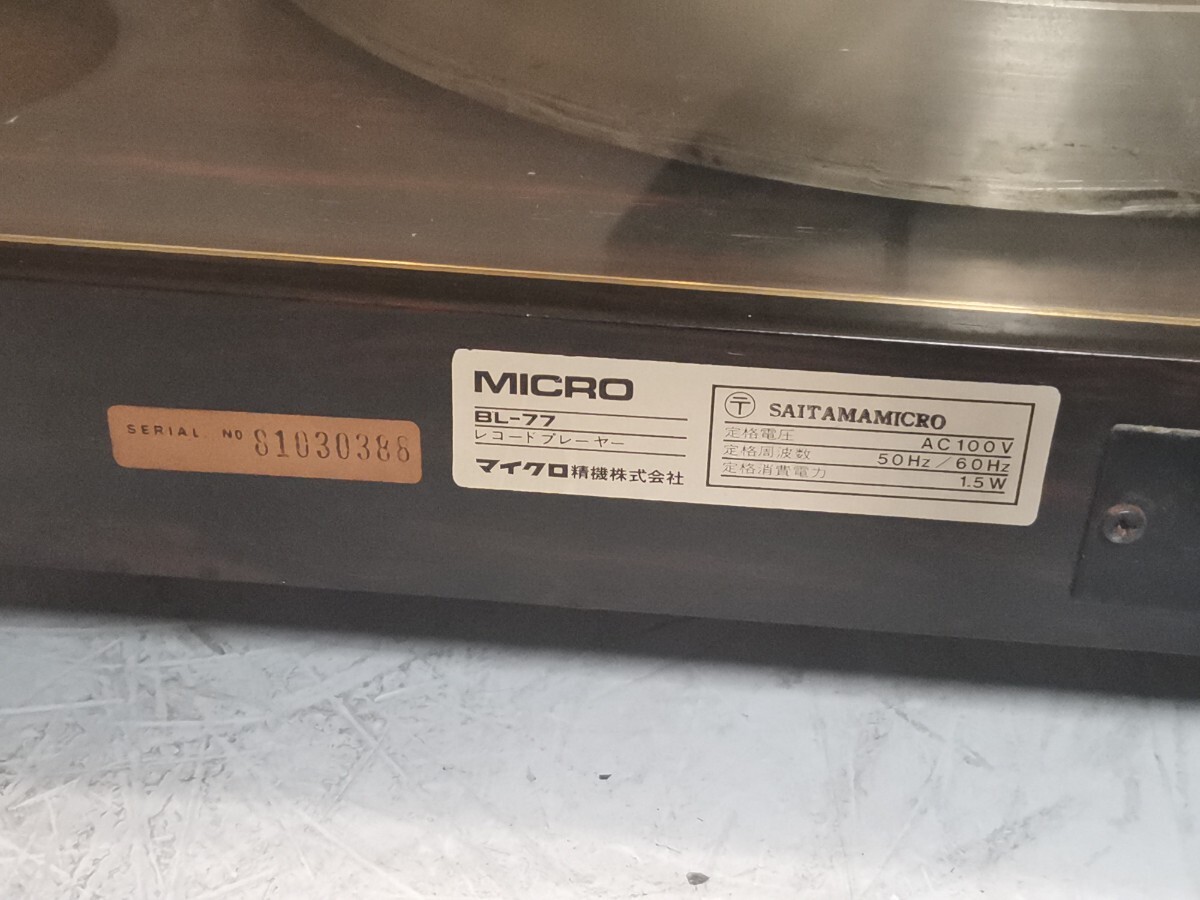 SERIAL NO 81030388
MICRO
BL-77
レコードプレーヤー
マイクロ精機株式会社
〒 SAITAMAMICRO
定格電圧 AC100V
定格周波数 50Hz/60Hz
定格消費電力 1.5W